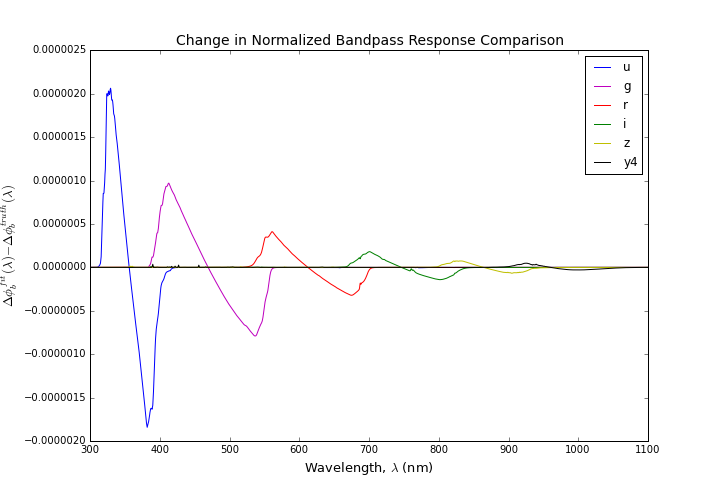 Change in Normalized Bandpass Response Comparison
0.0000025
0.0000020
0.0000015
0.0000010
0.0000005
0.0000000
−0.0000005
−0.0000010
−0.0000015
−0.0000020
Δφ_b^{fit}(λ)−Δφ_b^{truth}(λ)
300 400 500 600 700 800 900 1000 1100
Wavelength, λ (nm)
u
g
r
i
z
y4